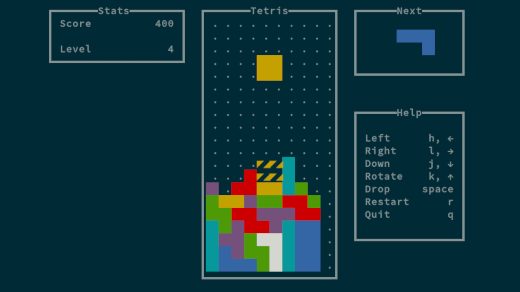 Stats
Score 400
Level 4
Tetris
Next
Help
Left h, ←
Right l, →
Down j, ↓
Rotate k, ↑
Drop space
Restart r
Quit q